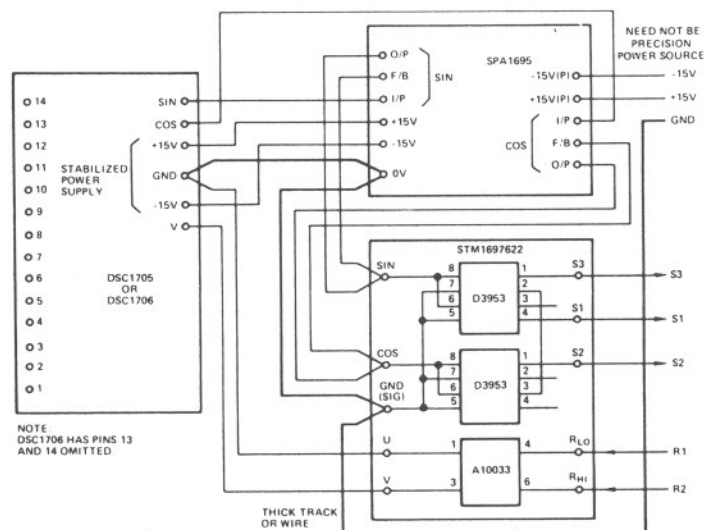 14
13
12
11
10
9
8
7
6
5
4
3
2
1
SIN
COS
+15V
STABILIZED
POWER
SUPPLY
GND
-15V
V
DSC1705
OR
DSC1706
NOTE:
DSC1706 HAS PINS 13
AND 14 OMITTED.
O/P
F/B
I/P
SIN
+15V
-15V
0V
SPA1695
-15V(P)
+15V(P)
I/P
COS
F/B
O/P
NEED NOT BE
PRECISION
POWER SOURCE
-15V
+15V
GND
STM1697622
SIN
8
7
6
5
D3953
1
2
3
4
S3
S3
S1
S1
COS
GND
(SIG)
8
7
6
5
D3953
1
2
3
4
S2
S2
U
V
1
3
A10033
4
6
RLO
RHI
R1
R2
THICK TRACK
OR WIRE